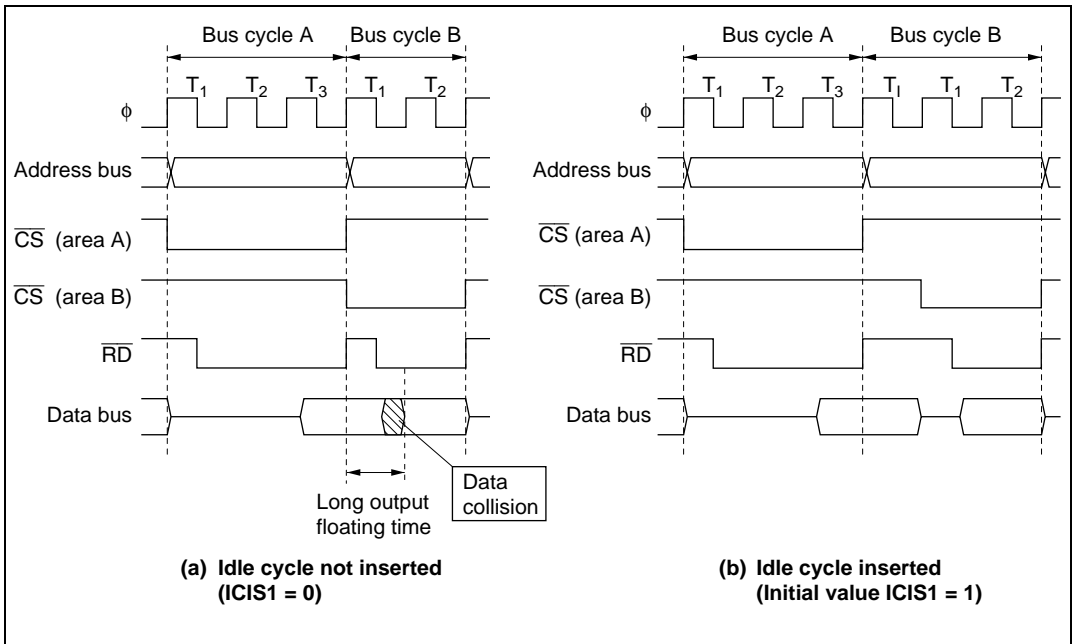 Bus cycle A
Bus cycle B
T1 T2 T3 T1 T2
ϕ
Address bus
CS (area A)
CS (area B)
RD
Data bus
Long output
floating time
Data
collision
(a) Idle cycle not inserted
(ICIS1 = 0)
Bus cycle A
Bus cycle B
T1 T2 T3 TI T1 T2
ϕ
Address bus
CS (area A)
CS (area B)
RD
Data bus
(b) Idle cycle inserted
(Initial value ICIS1 = 1)